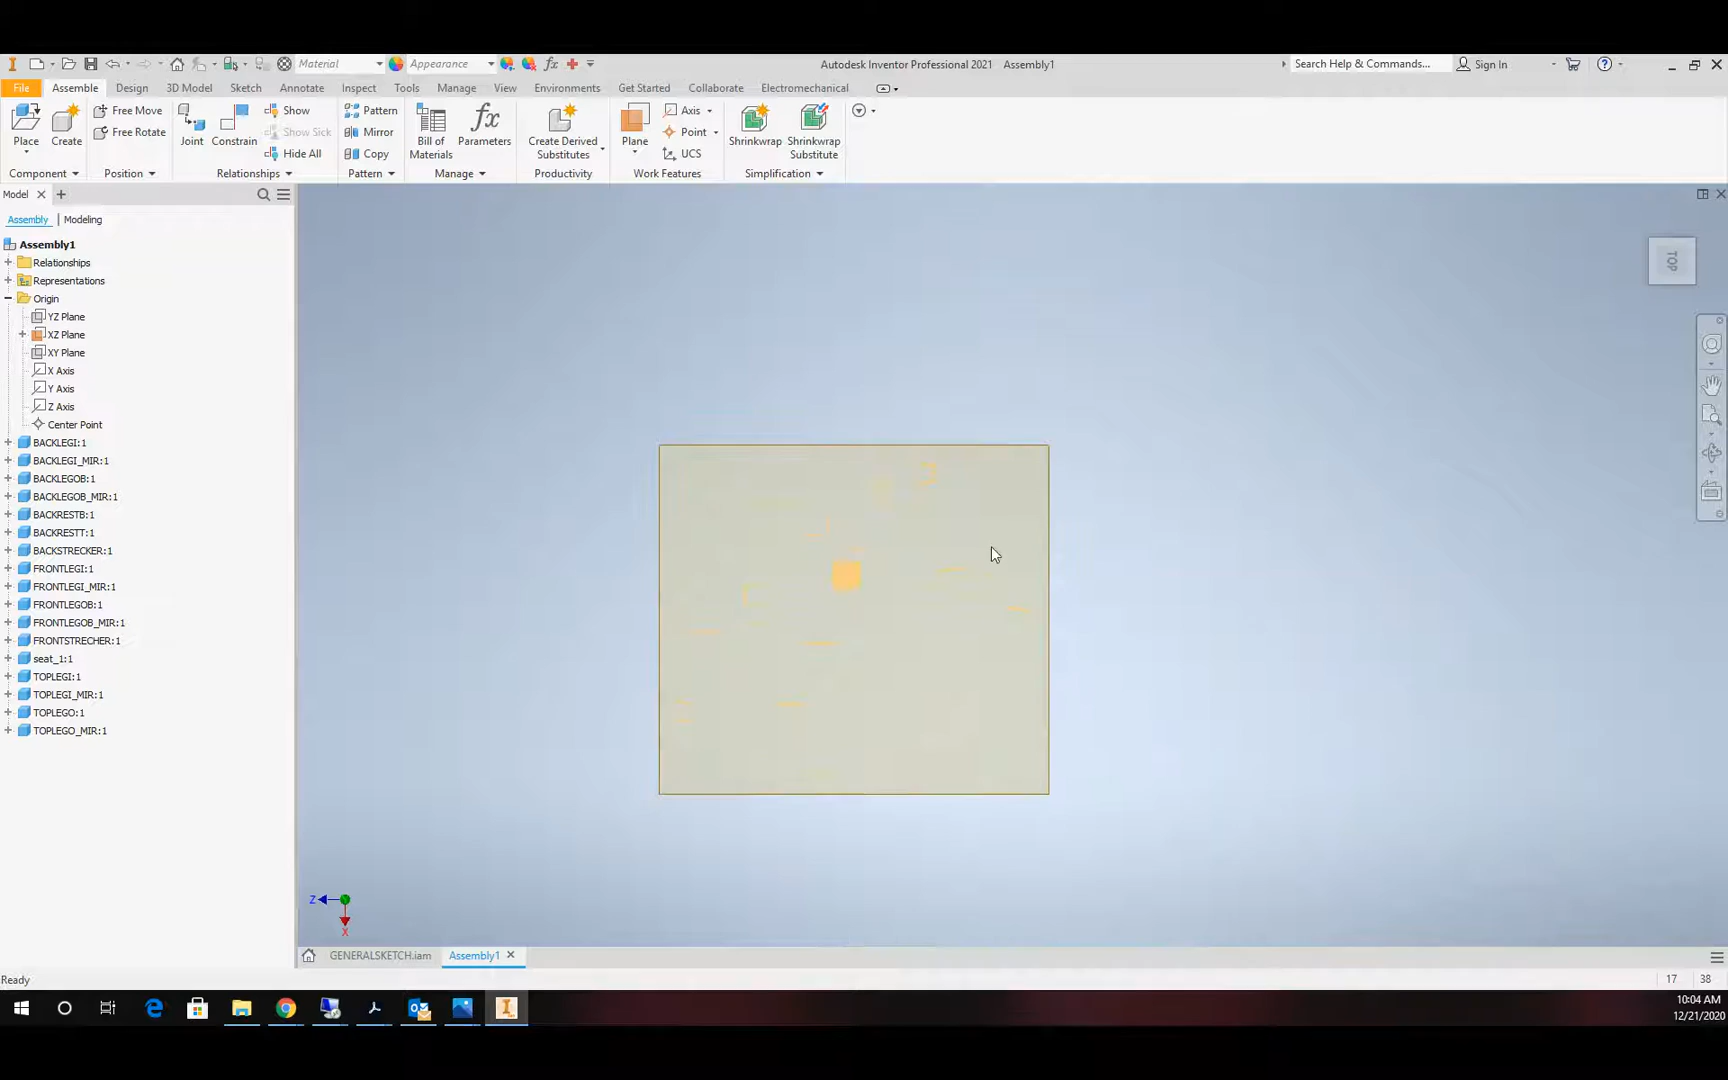 Material
Appearance
fx
Autodesk Inventor Professional 2021 Assembly1
Search Help & Commands...
Sign In
File Assemble Design 3D Model Sketch Annotate Inspect Tools Manage View Environments Get Started Collaborate Electromechanical
Place
Create
Free Move
Free Rotate
Joint
Constrain
Show
Show Sick
Hide All
Pattern
Mirror
Copy
Bill of
Materials
fx
Parameters
Create Derived
Substitutes
Plane
Axis
Point
UCS
Shrinkwrap
Shrinkwrap
Substitute
Component Position Relationships Pattern Manage Productivity Work Features Simplification
Model
Assembly | Modeling
Assembly1
Relationships
Representations
Origin
YZ Plane
XZ Plane
XY Plane
X Axis
Y Axis
Z Axis
Center Point
BACKLEGI:1
BACKLEGI_MIR:1
BACKLEGOB:1
BACKLEGOB_MIR:1
BACKRESTB:1
BACKRESTT:1
BACKSTRECKER:1
FRONTLEGI:1
FRONTLEGI_MIR:1
FRONTLEGOB:1
FRONTLEGOB_MIR:1
FRONTSTRECHER:1
seat_1:1
TOPLEGI:1
TOPLEGI_MIR:1
TOPLEGO:1
TOPLEGO_MIR:1
TOP
Z
X
GENERALSKETCH.iam
Assembly1
Ready
17 38
10:04 AM
12/21/2020